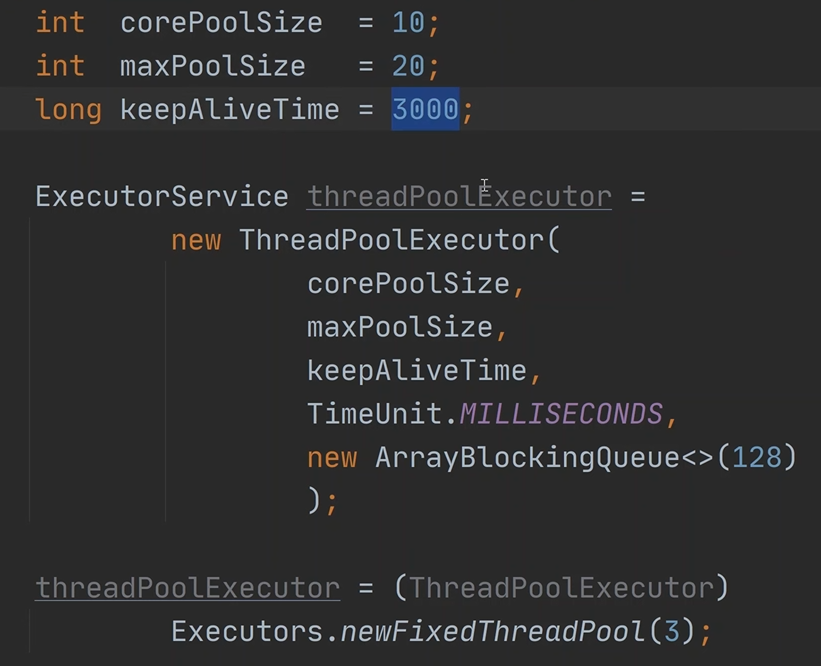 int  corePoolSize  = 10;
int  maxPoolSize   = 20;
long keepAliveTime = 3000;
ExecutorService threadPoolExecutor =
new ThreadPoolExecutor(
corePoolSize,
maxPoolSize,
keepAliveTime,
TimeUnit.MILLISECONDS,
new ArrayBlockingQueue<>(128)
);
threadPoolExecutor = (ThreadPoolExecutor)
Executors.newFixedThreadPool(3);